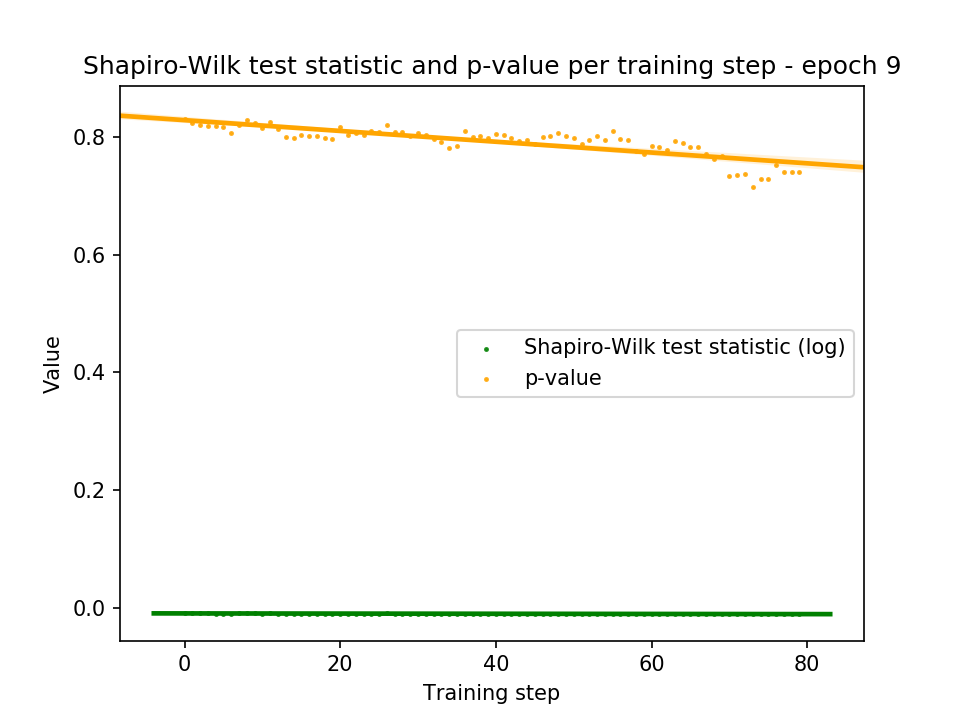 Shapiro-Wilk test statistic and p-value per training step - epoch 9
0.8
0.6
0.4
0.2
0.0
Value
Shapiro-Wilk test statistic (log)
p-value
0 20 40 60 80
Training step